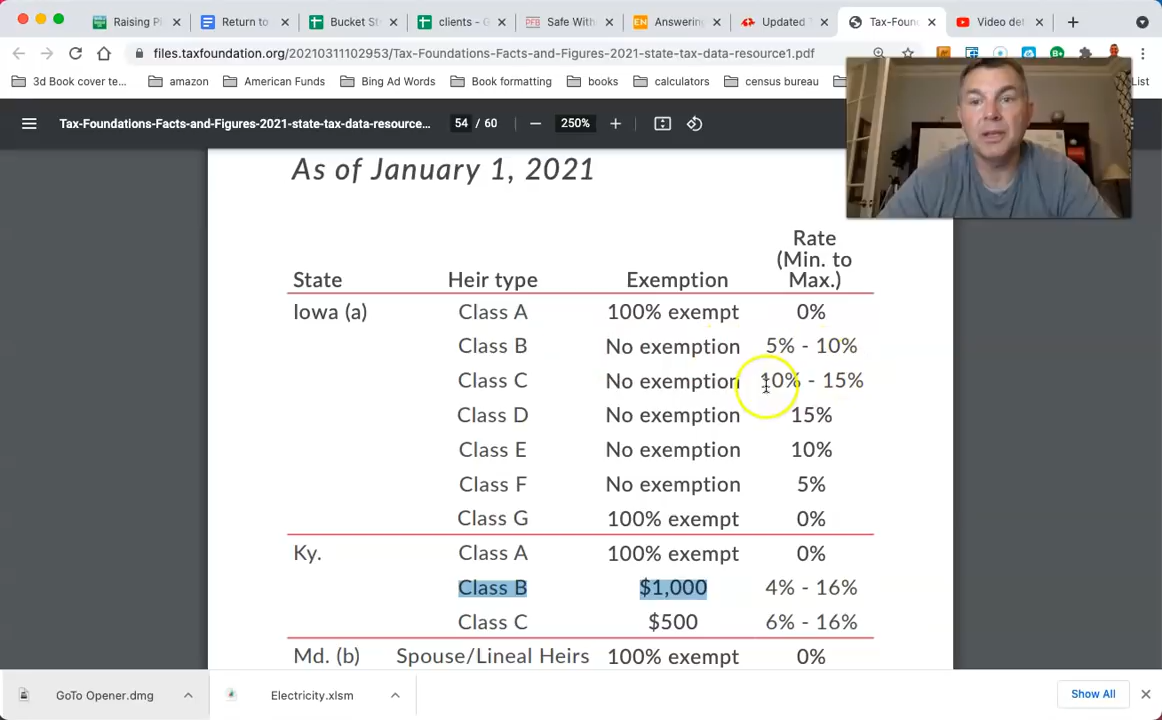 Raising Pl
Return to
Bucket St
clients - G
Safe With
Answering
Updated T
Tax-Foun
Video det
files.taxfoundation.org/20210311102953/Tax-Foundations-Facts-and-Figures-2021-state-tax-data-resource1.pdf
3d Book cover te... amazon American Funds Bing Ad Words Book formatting books calculators census bureau List
Tax-Foundations-Facts-and-Figures-2021-state-tax-data-resource... 54 / 60 250%
As of January 1, 2021
Rate
(Min. to
State Heir type Exemption Max.)
Iowa (a) Class A 100% exempt 0%
Class B No exemption 5% - 10%
Class C No exemption 10% - 15%
Class D No exemption 15%
Class E No exemption 10%
Class F No exemption 5%
Class G 100% exempt 0%
Ky. Class A 100% exempt 0%
Class B $1,000 4% - 16%
Class C $500 6% - 16%
Md. (b) Spouse/Lineal Heirs 100% exempt 0%
GoTo Opener.dmg Electricity.xlsm Show All